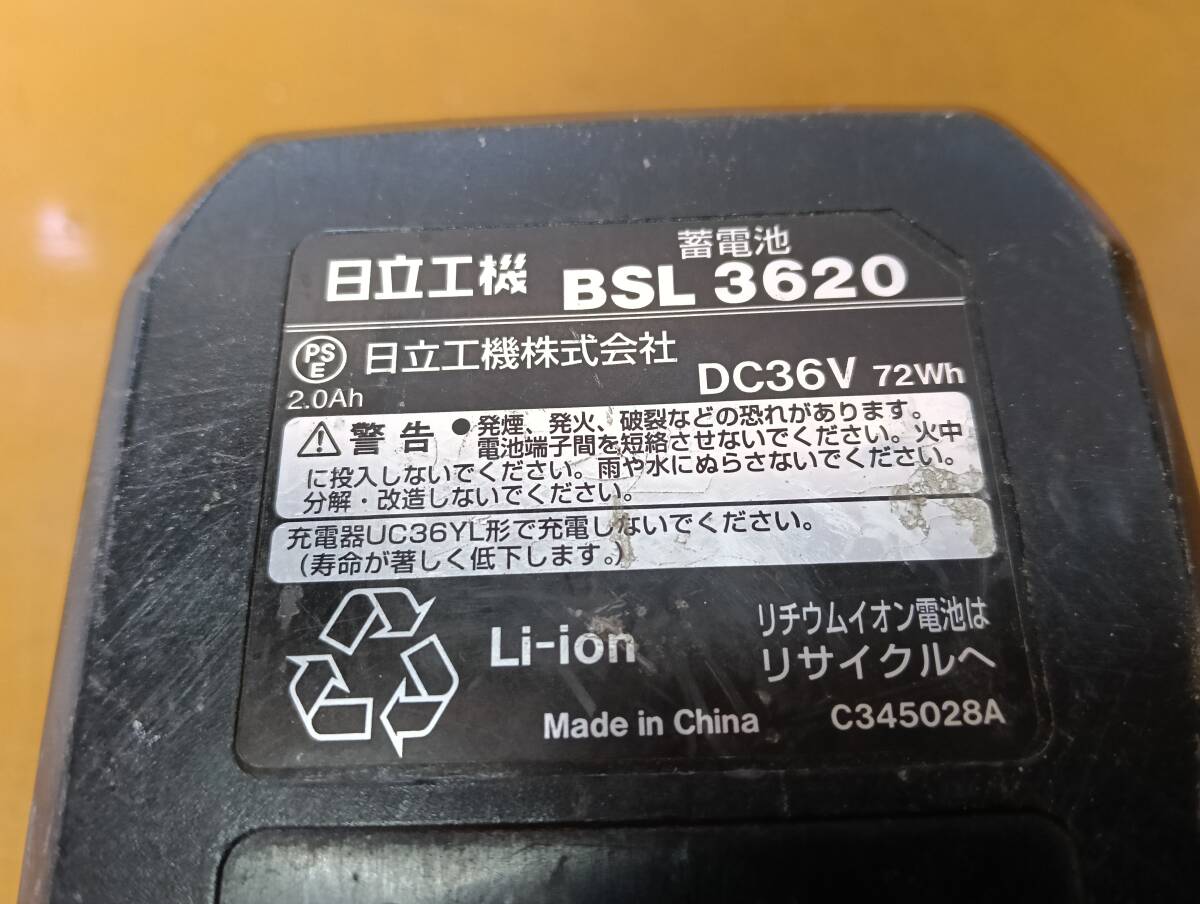 蓄電池
日立工機 BSL 3620
PSE 日立工機株式会社
2.0Ah DC36V 72Wh
警告 ●発煙、発火、破裂などの恐れがあります。
電池端子間を短絡させないでください。火中
に投入しないでください。雨や水にぬらさないでください。
分解・改造しないでください。
充電器UC36YL形で充電しないでください。
(寿命が著しく低下します。)
Li-ion
リチウムイオン電池は
リサイクルへ
Made in China C345028A